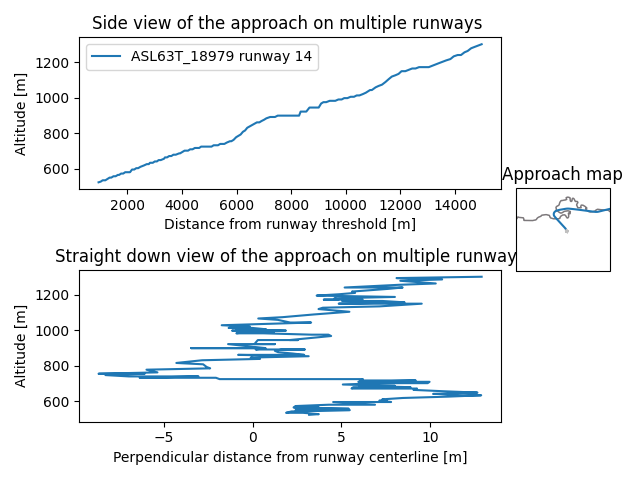 Side view of the approach on multiple runways
1200
1000
800
600
Altitude [m]
ASL63T_18979 runway 14
2000 4000 6000 8000 10000 12000 14000
Distance from runway threshold [m]
Approach map
Straight down view of the approach on multiple runway
1200
1000
800
600
Altitude [m]
−5 0 5 10
Perpendicular distance from runway centerline [m]